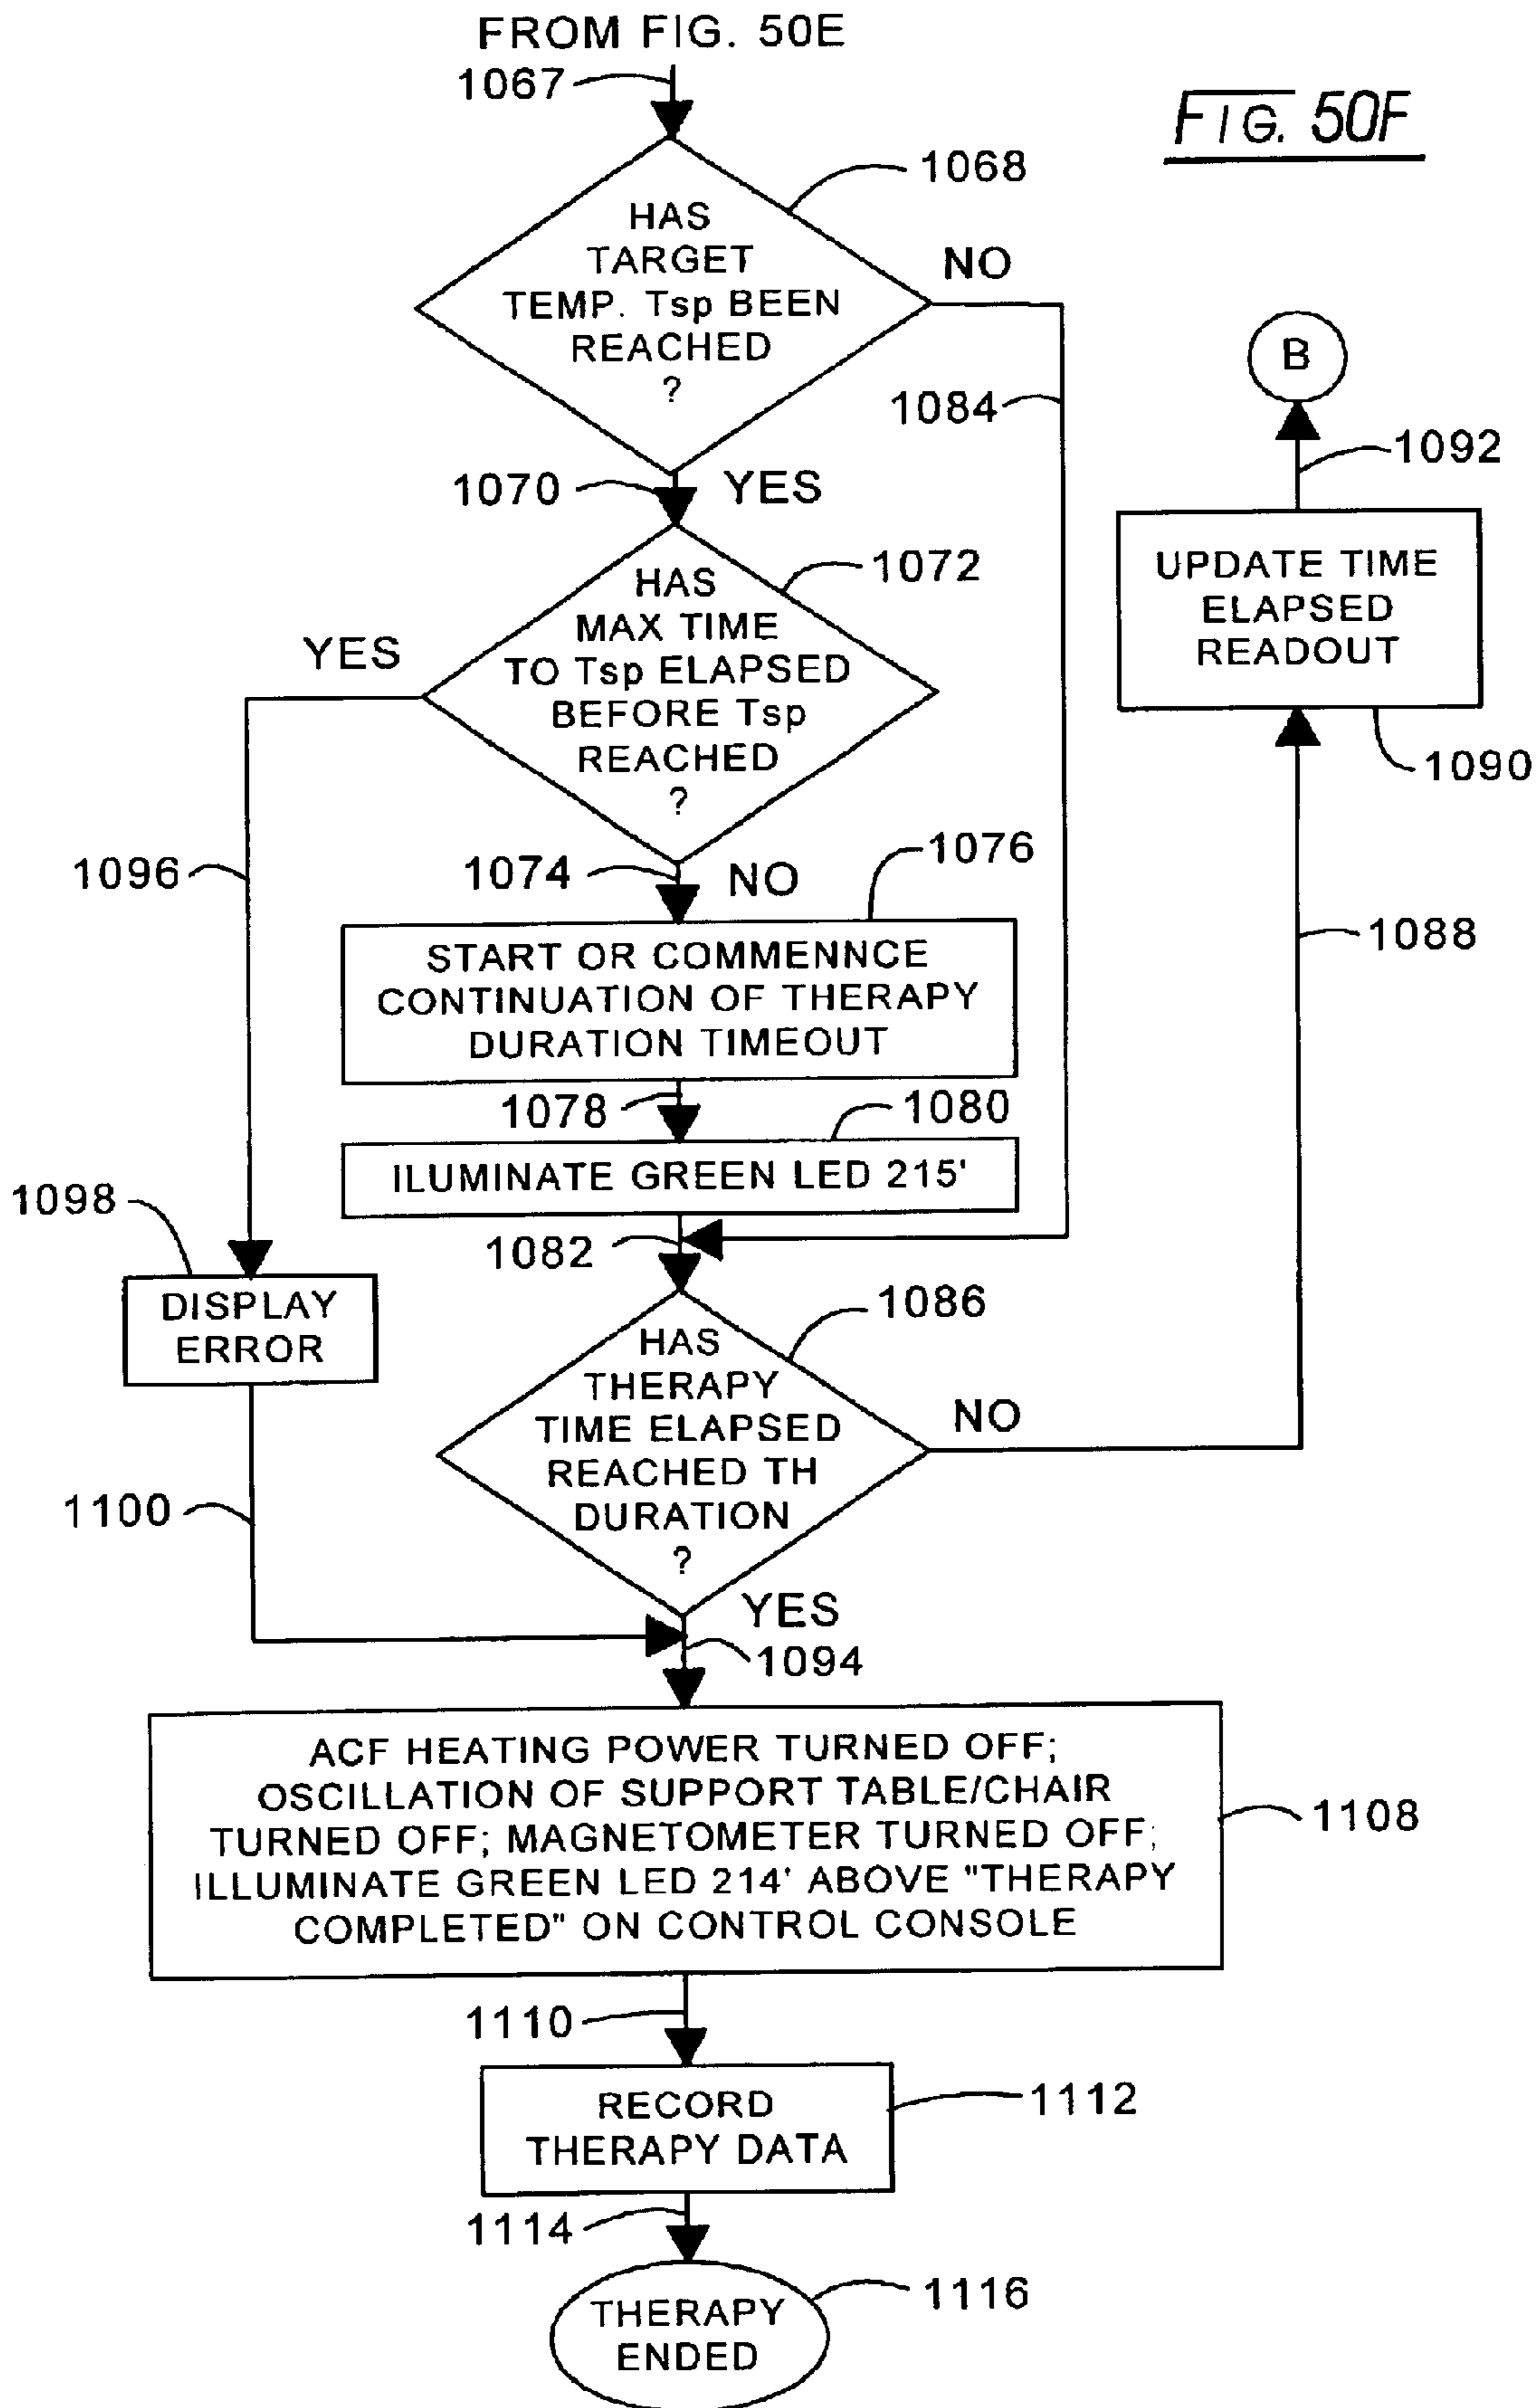 FROM FIG. 50E
1067
FIG. 50F
1068
HAS
TARGET
TEMP. Tsp BEEN
REACHED
?
NO
1084
B
1092
1070
YES
UPDATE TIME
ELAPSED
READOUT
1090
1072
HAS
MAX TIME
TO Tsp ELAPSED
BEFORE Tsp
REACHED
?
YES
1096
1074
NO
1076
1088
START OR COMMENNCE
CONTINUATION OF THERAPY
DURATION TIMEOUT
1078
1080
ILUMINATE GREEN LED 215'
1098
1082
DISPLAY
ERROR
1086
HAS
THERAPY
TIME ELAPSED
REACHED TH
DURATION
?
NO
1100
YES
1094
ACF HEATING POWER TURNED OFF;
OSCILLATION OF SUPPORT TABLE/CHAIR
TURNED OFF; MAGNETOMETER TURNED OFF;
ILLUMINATE GREEN LED 214' ABOVE "THERAPY
COMPLETED" ON CONTROL CONSOLE
1108
1110
RECORD
THERAPY DATA
1112
1114
THERAPY
ENDED
1116